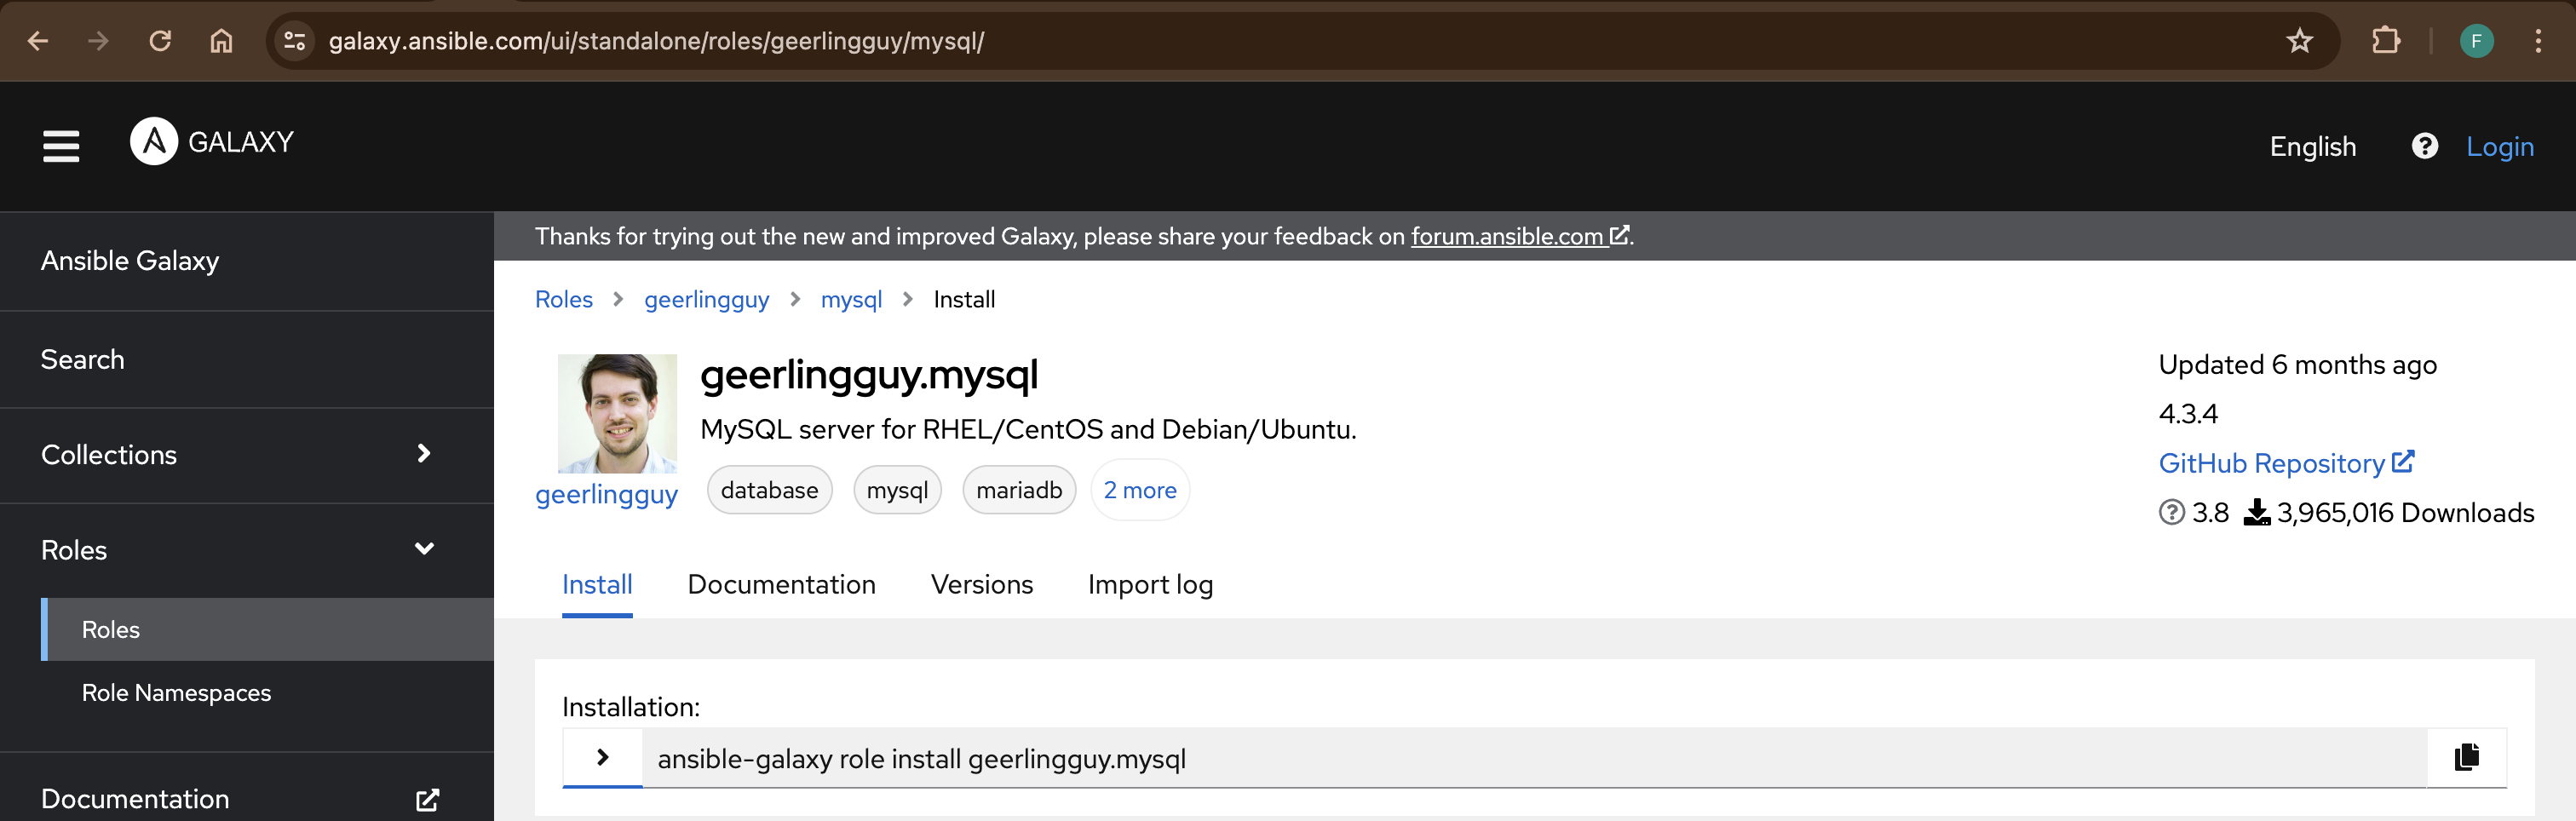 galaxy.ansible.com/ui/standalone/roles/geerlingguy/mysql/
F
GALAXY
English
Login
Ansible Galaxy
Search
Collections
Roles
Roles
Role Namespaces
Documentation
Thanks for trying out the new and improved Galaxy, please share your feedback on forum.ansible.com.
Roles > geerlingguy > mysql > Install
geerlingguy
geerlingguy.mysql
MySQL server for RHEL/CentOS and Debian/Ubuntu.
database mysql mariadb 2 more
Updated 6 months ago
4.3.4
GitHub Repository
3.8 3,965,016 Downloads
Install Documentation Versions Import log
Installation:
ansible-galaxy role install geerlingguy.mysql